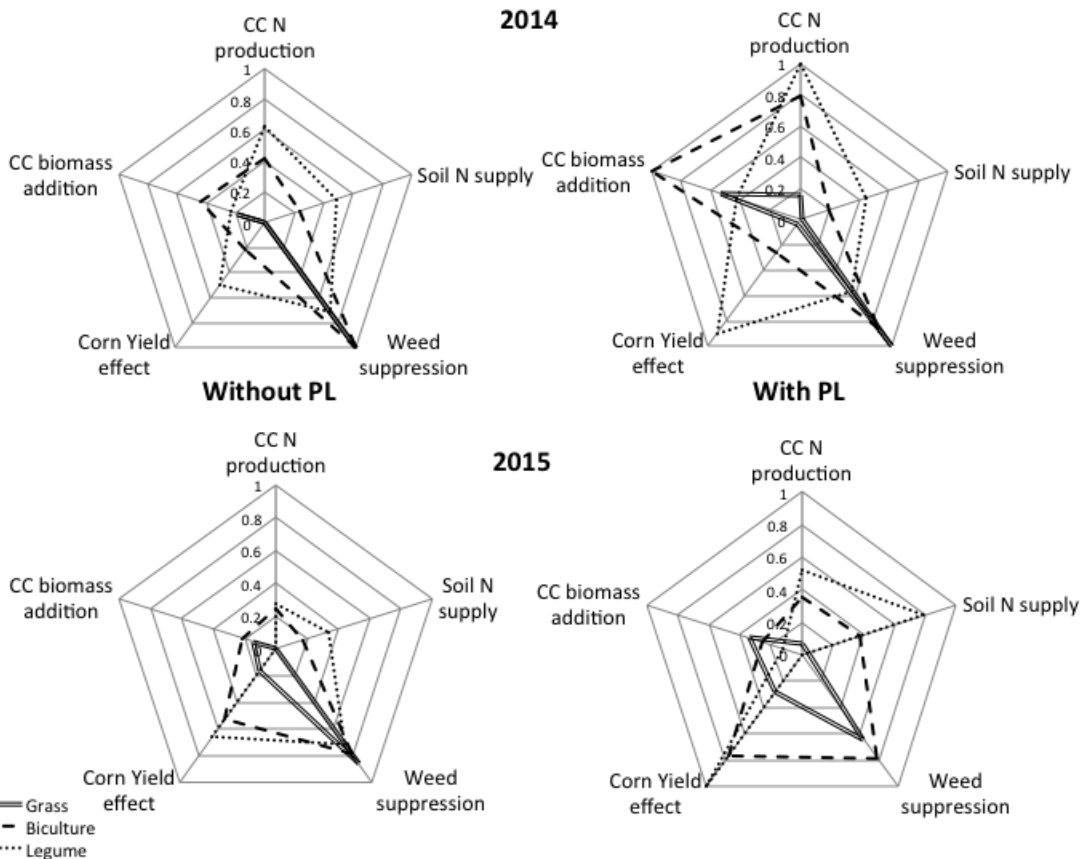 2014
CC N
production
1
0.8
0.6
0.4
0.2
0
CC biomass
addition
Soil N supply
Corn Yield
effect
Weed
suppression
Without PL
CC N
production
1
0.8
0.6
0.4
0.2
0
CC biomass
addition
Soil N supply
Corn Yield
effect
Weed
suppression
With PL
2015
CC N
production
1
0.8
0.6
0.4
0.2
CC biomass
addition
Soil N
supply
Corn Yield
effect
Weed
suppression
CC N
production
1
0.8
0.6
0.4
0.2
0
CC biomass
addition
Soil N supply
Corn Yield
effect
Weed
suppression
Grass
Biculture
Legume